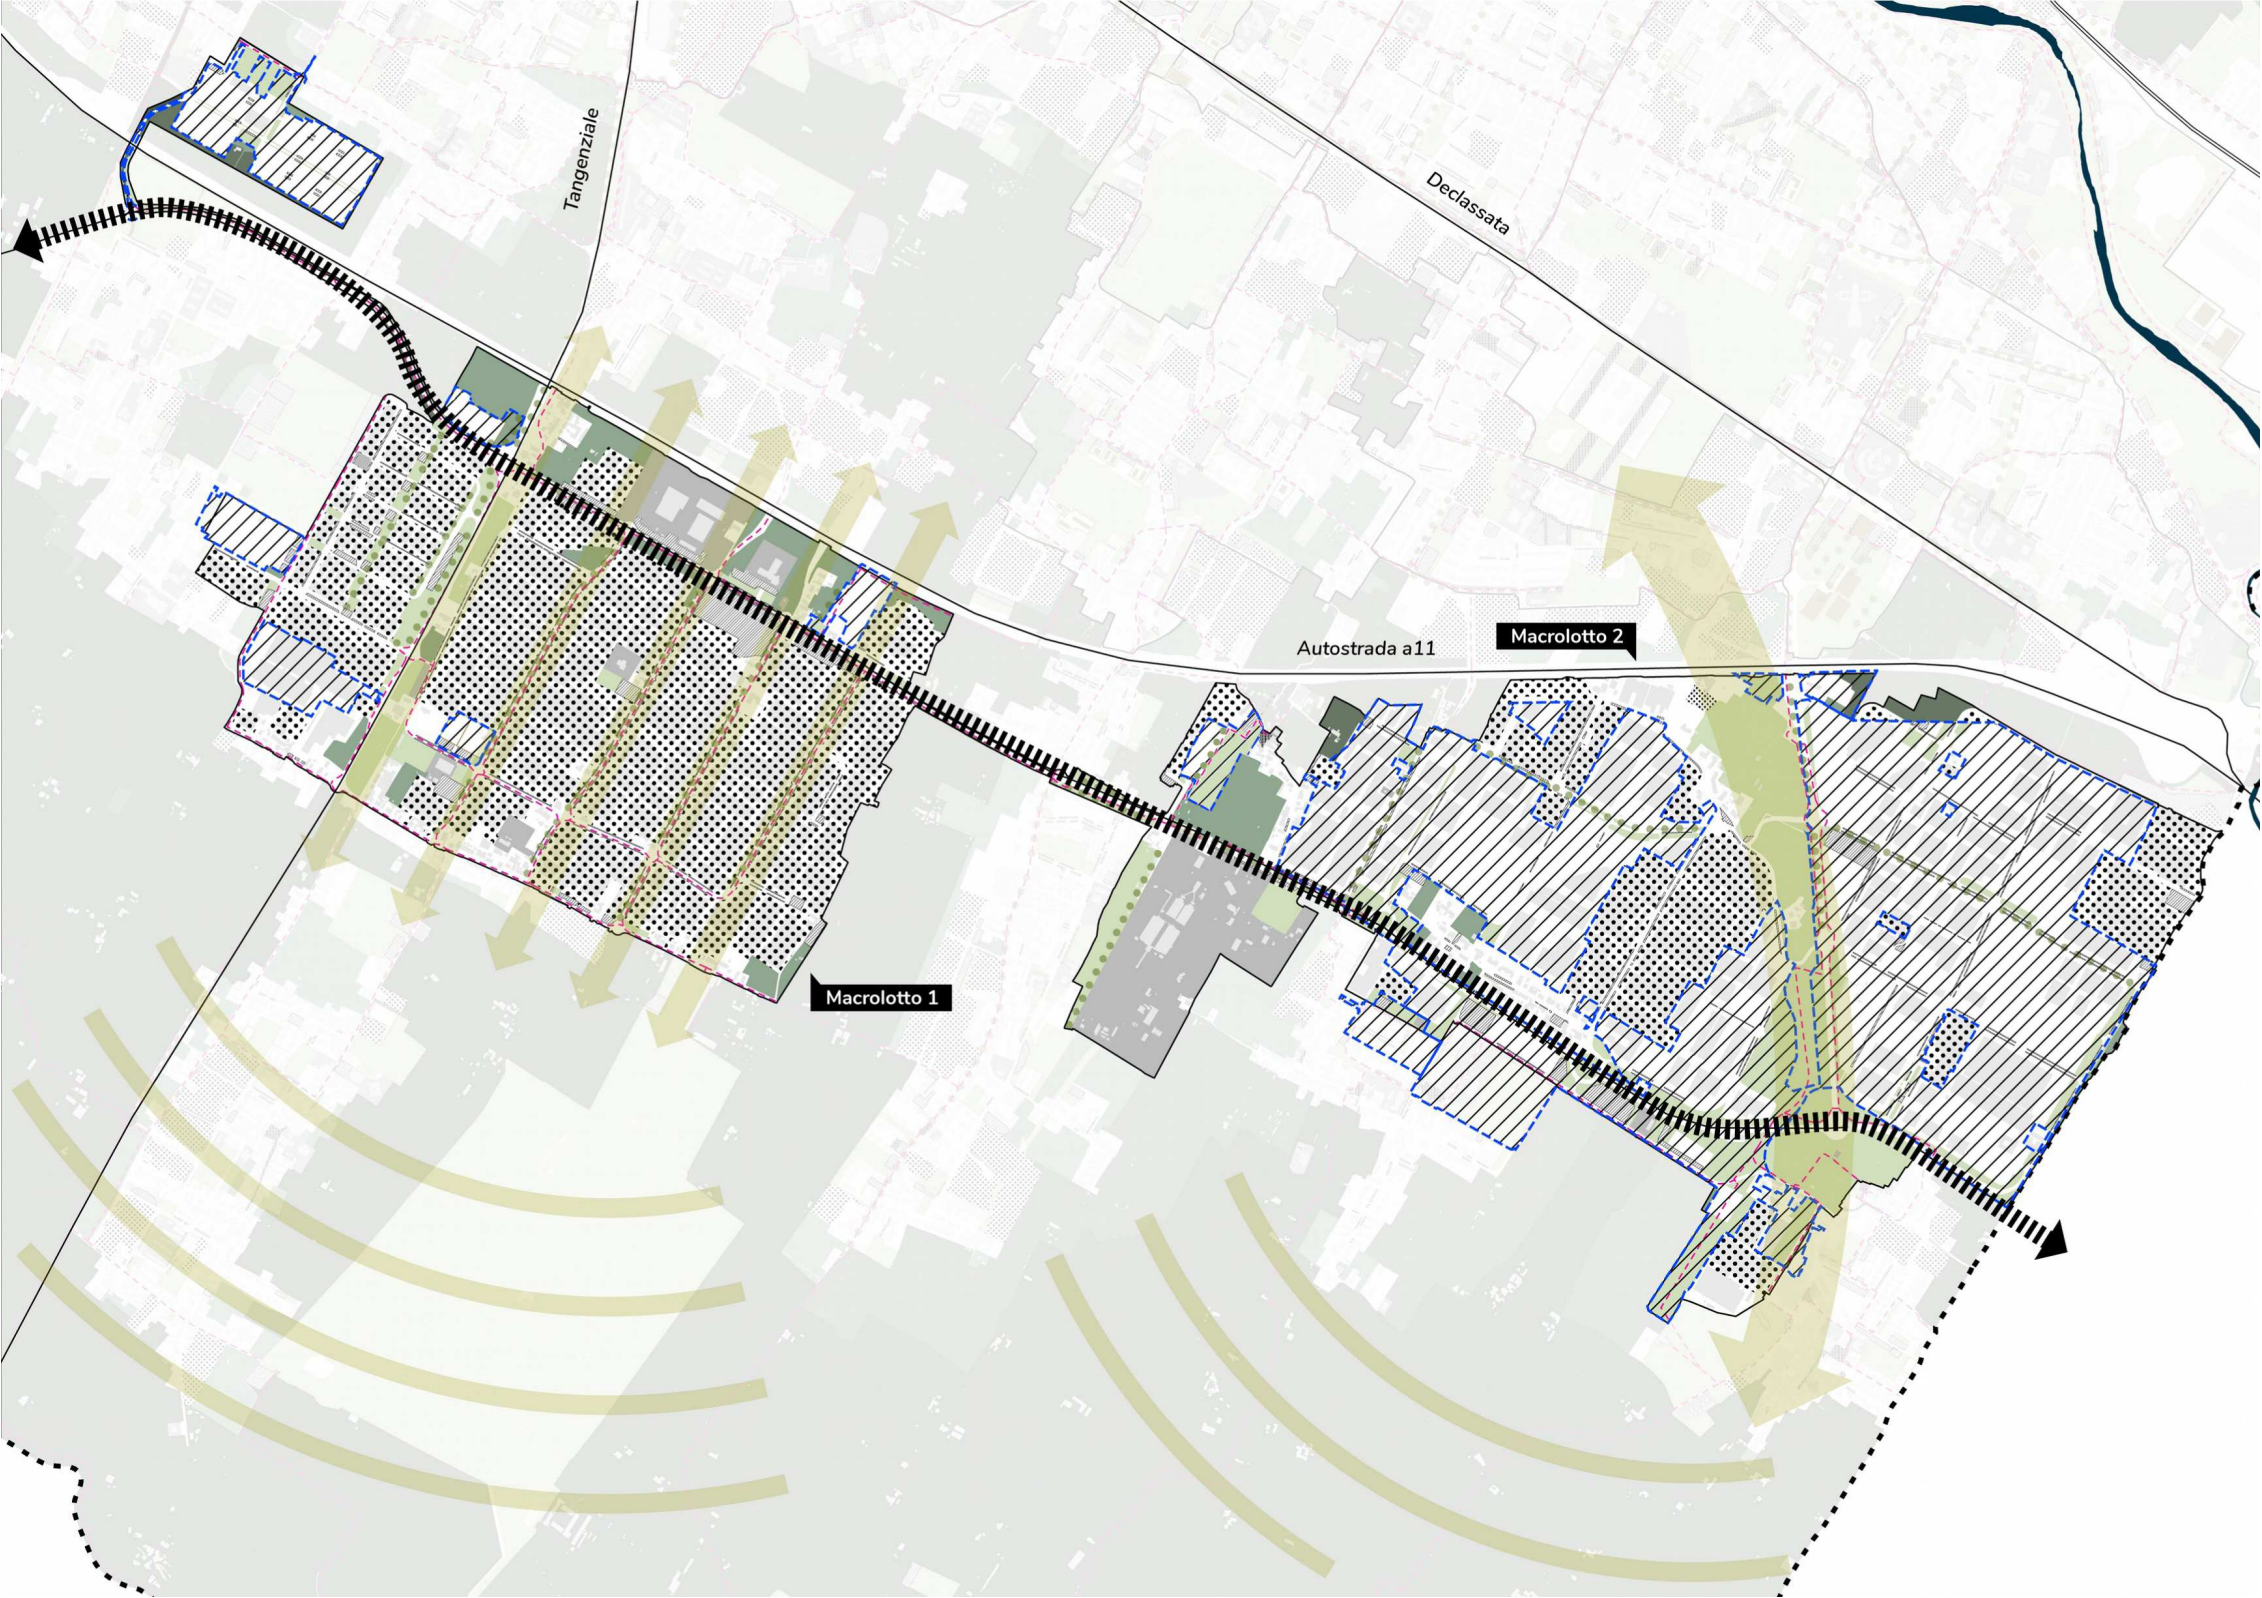 Tangenziale
Declassata
Autostrada a11
Macrolotto 2
Macrolotto 1